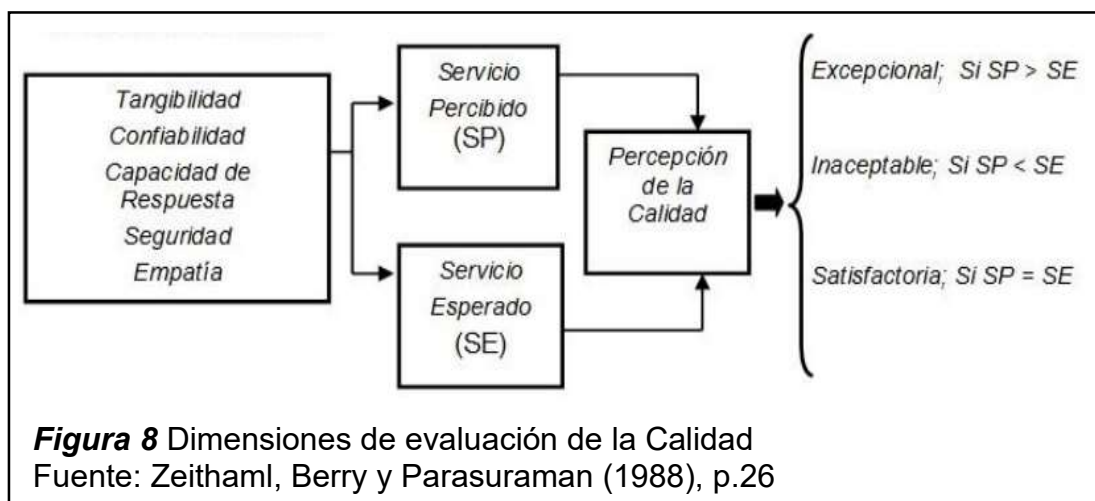 Tangibilidad
Confiabilidad
Capacidad de
Respuesta
Seguridad
Empatía
Servicio
Percibido
(SP)
Servicio
Esperado
(SE)
Percepción
de la
Calidad
Excepcional; Si SP > SE
Inaceptable; Si SP < SE
Satisfactoria; Si SP = SE
Figura 8 Dimensiones de evaluación de la Calidad
Fuente: Zeithaml, Berry y Parasuraman (1988), p.26